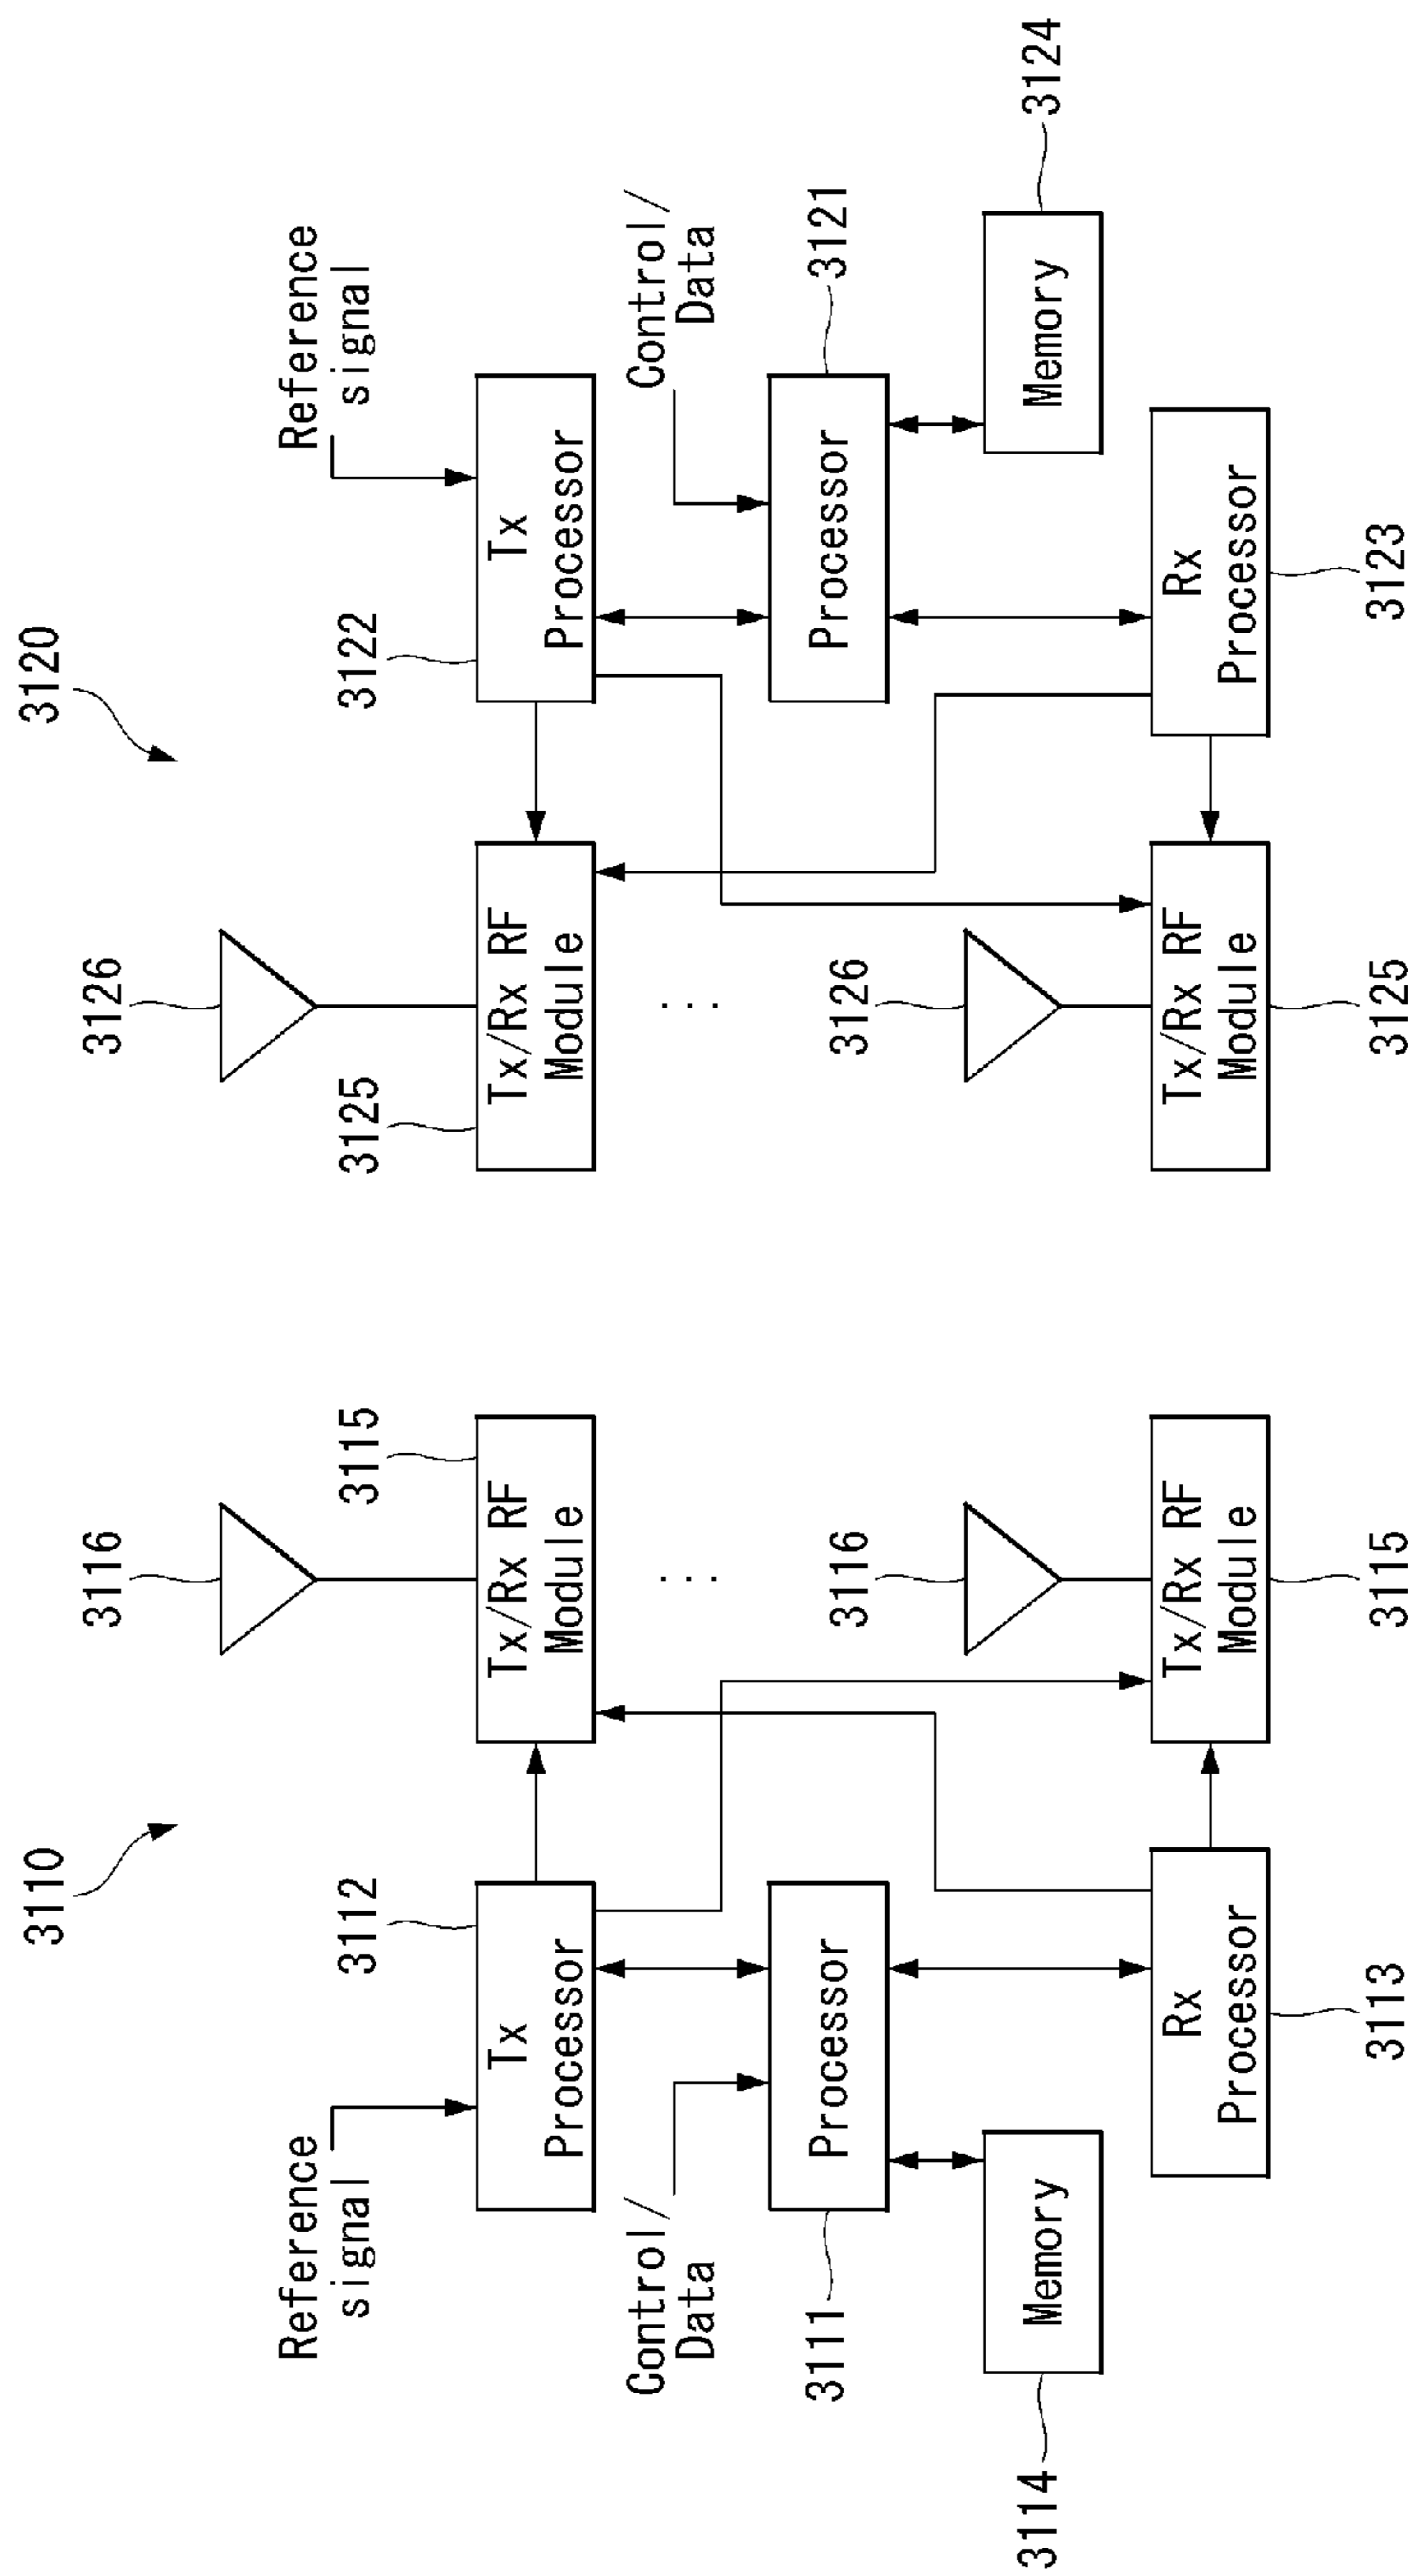 3110
3120
3116
3126
Reference
signal
3112
3115
3125
3122
Reference
signal
Tx
Processor
Tx/Rx RF
Module
Tx/Rx RF
Module
Tx
Processor
Control/
Data
...
...
Control/
Data
3111
Processor
3116
3126
Processor
3121
3114
Memory
Memory
3124
Rx
Processor
Tx/Rx RF
Module
Tx/Rx RF
Module
Rx
Processor
3113
3115
3125
3123